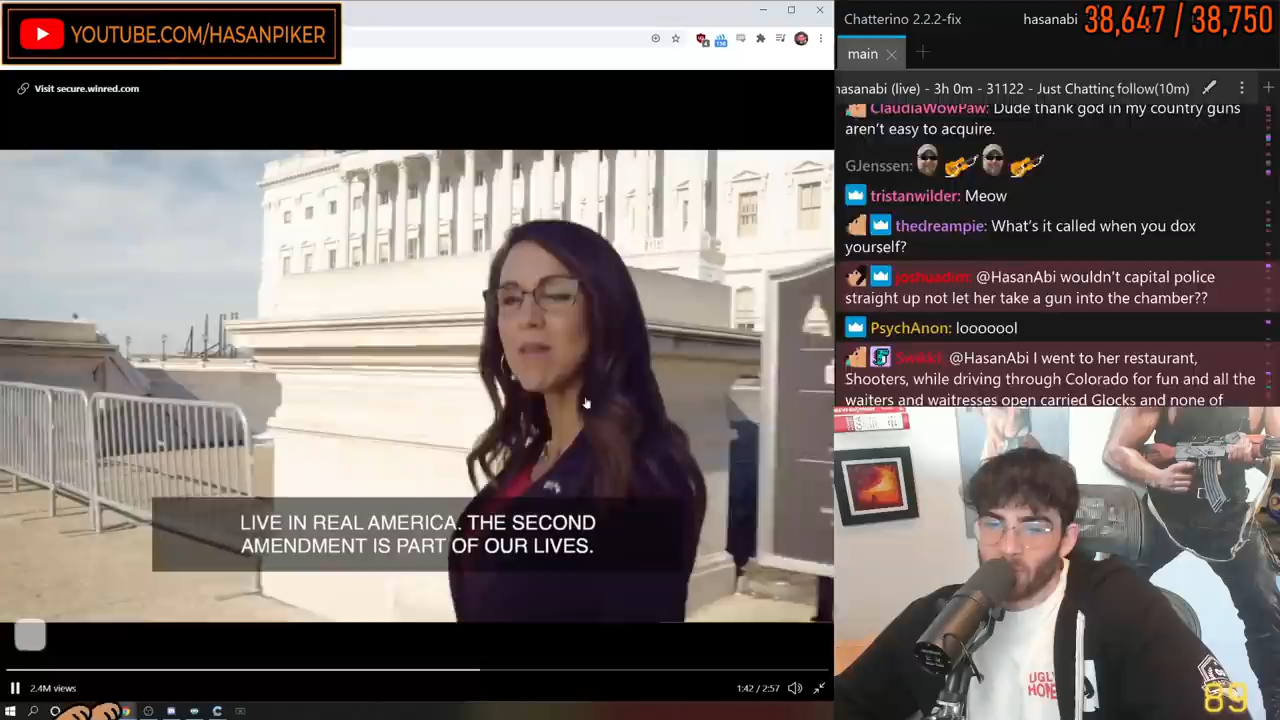 YOUTUBE.COM/HASANPIKER
Visit secure.winred.com
LIVE IN REAL AMERICA. THE SECOND
AMENDMENT IS PART OF OUR LIVES.
2.4M views
1:42 / 2:57
Chatterino 2.2.2-fix
hasanabi
38,647 / 38,750
main
hasanabi (live) - 3h 0m - 31122 - Just Chatting
follow(10m)
ClaudiaWowPaw: Dude thank god in my country guns
aren't easy to acquire.
GJenssen:
tristanwilder: Meow
thedreampie: What's it called when you dox
yourself?
joshuadim: @HasanAbi wouldn't capital police
straight up not let her take a gun into the chamber??
PsychAnon: looooool
@HasanAbi I went to her restaurant,
Shooters, while driving through Colorado for fun and all the
waiters and waitresses open carried Glocks and none of
UGLY
HOME
89